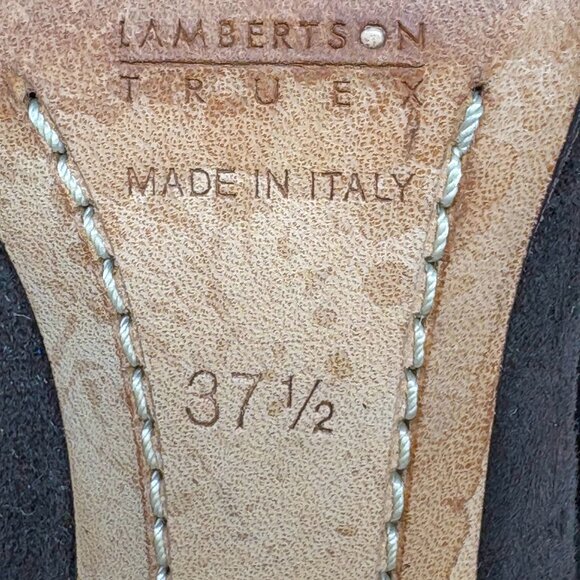 LAMBERTSON
TRUEX
MADE IN ITALY
37 ½